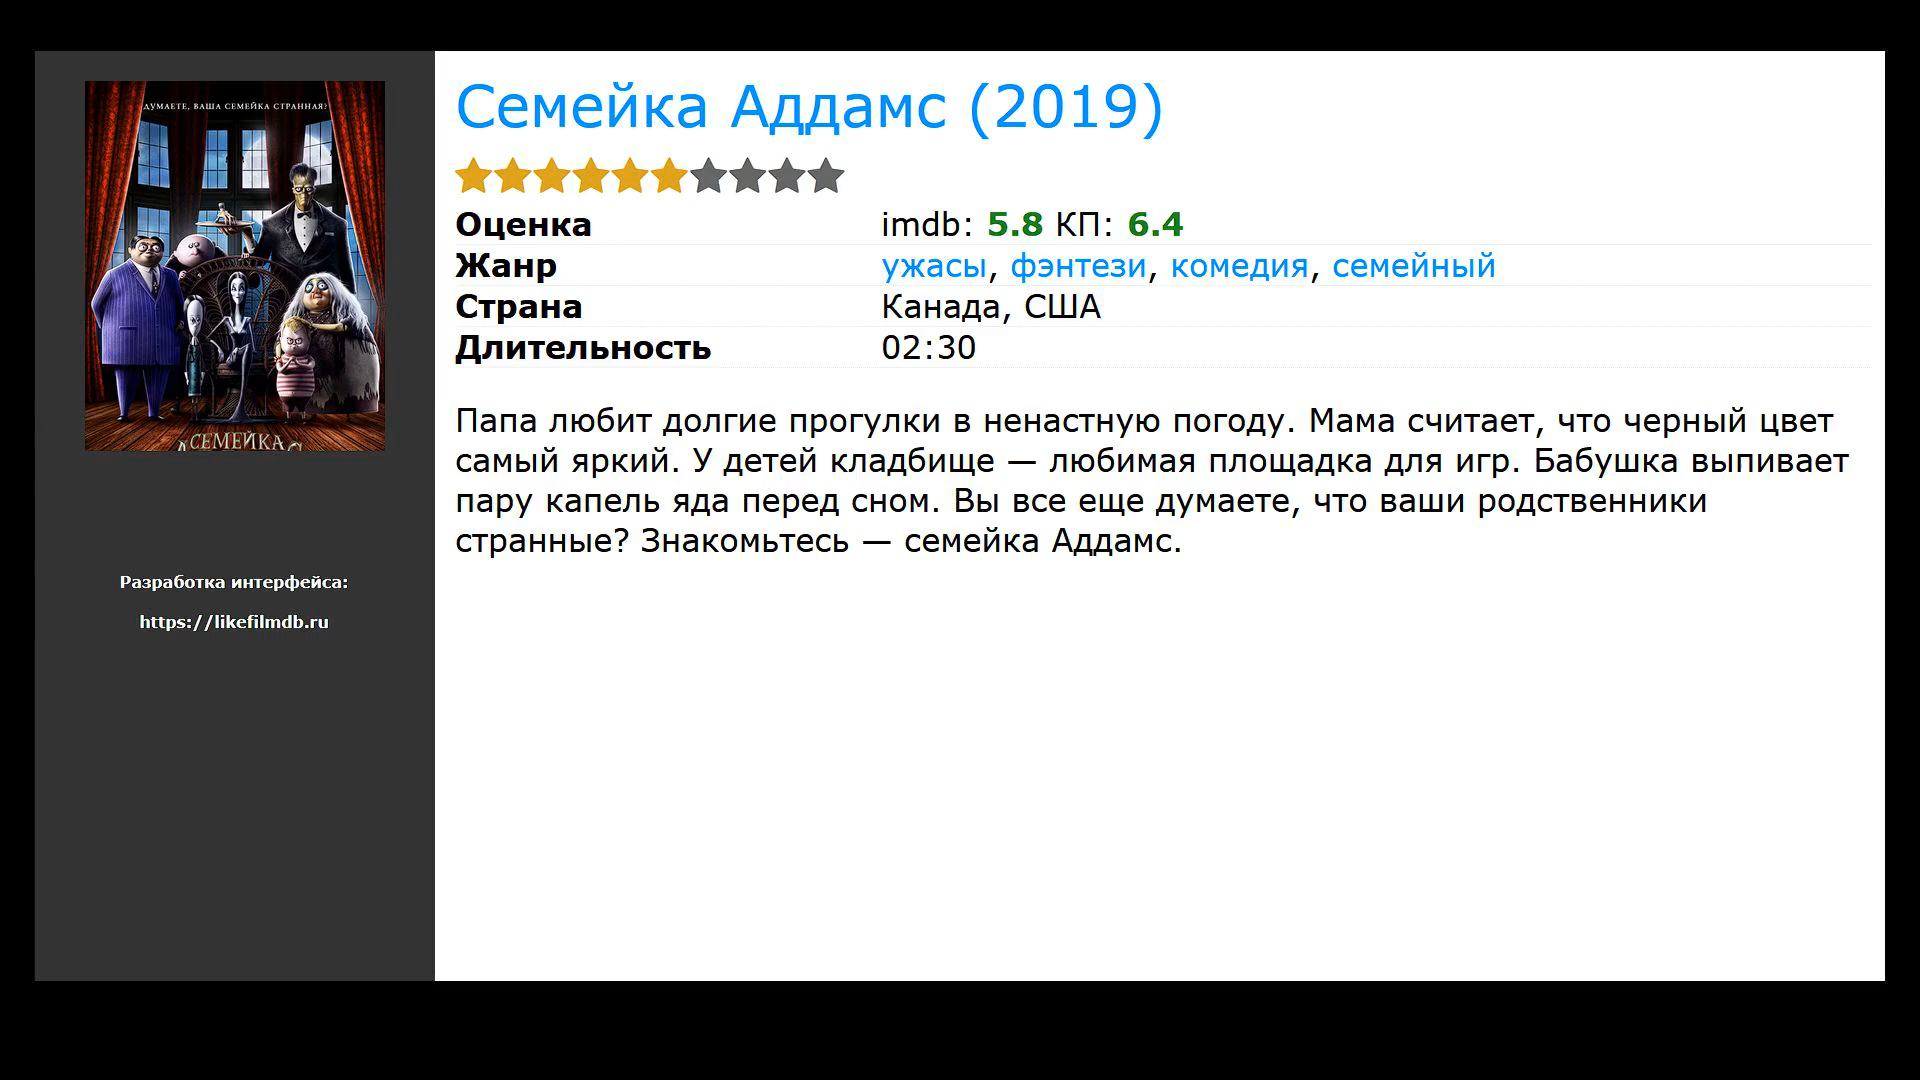 ДУМАЕТЕ, ВАША СЕМЕЙКА СТРАННАЯ?
СЕМЕЙКА
Разработка интерфейса:
https://likefilmdb.ru
Семейка Аддамс (2019)
Оценка imdb: 5.8 КП: 6.4
Жанр ужасы, фэнтези, комедия, семейный
Страна Канада, США
Длительность 02:30
Папа любит долгие прогулки в ненастную погоду. Мама считает, что черный цвет
самый яркий. У детей кладбище — любимая площадка для игр. Бабушка выпивает
пару капель яда перед сном. Вы все еще думаете, что ваши родственники
странные? Знакомьтесь — семейка Аддамс.